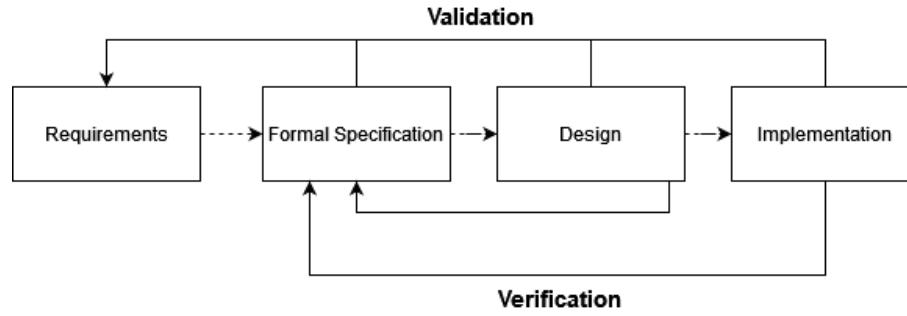 Validation
Requirements
Formal Specification
Design
Implementation
Verification